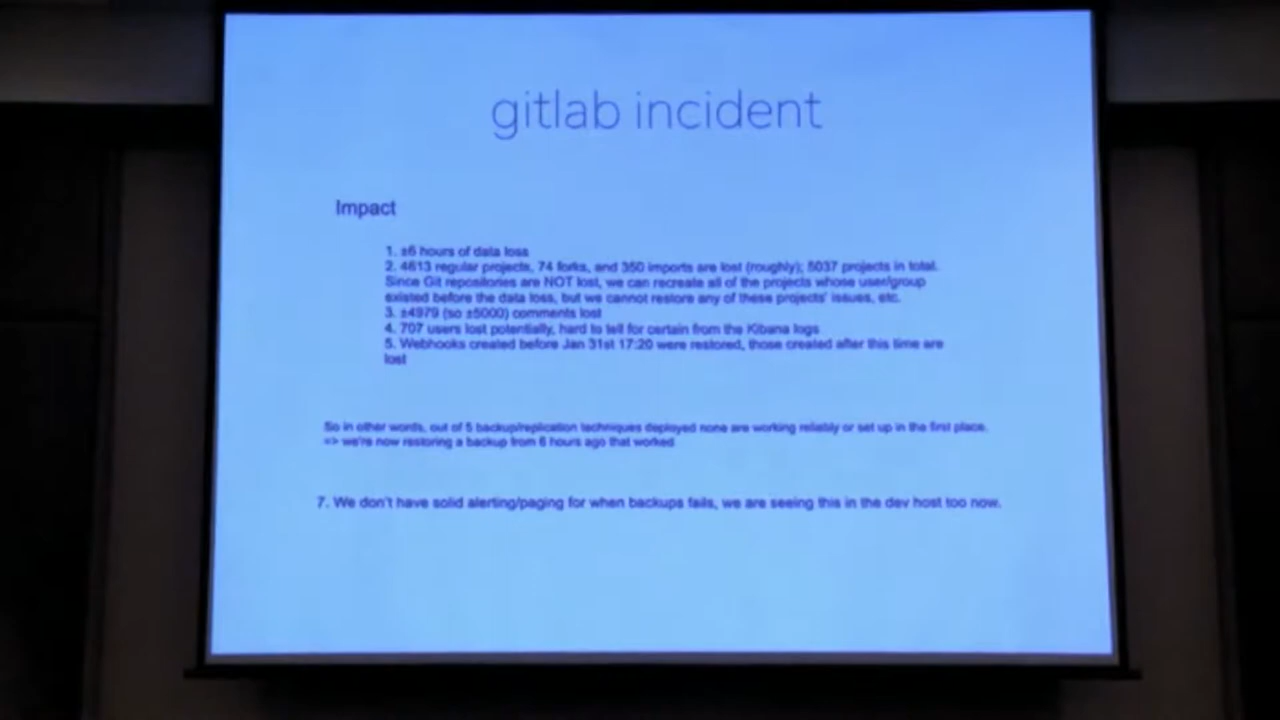 gitlab incident
Impact
1. ±6 hours of data loss
2. 4613 regular projects, 74 forks, and 350 imports are lost (roughly); 5037 projects in total.
Since Git repositories are NOT lost, we can recreate all of the projects whose user/group
existed before the data loss, but we cannot restore any of these projects' issues, etc.
3. ±4979 (so ±5000) comments lost
4. 707 users lost potentially, hard to tell for certain from the Kibana logs
5. Webhooks created before Jan 31st 17:20 were restored, those created after this time are
lost
So in other words, out of 5 backup/replication techniques deployed none are working reliably or set up in the first place.
=> we're now restoring a backup from 6 hours ago that worked
7. We don't have solid alerting/paging for when backups fails, we are seeing this in the dev host too now.